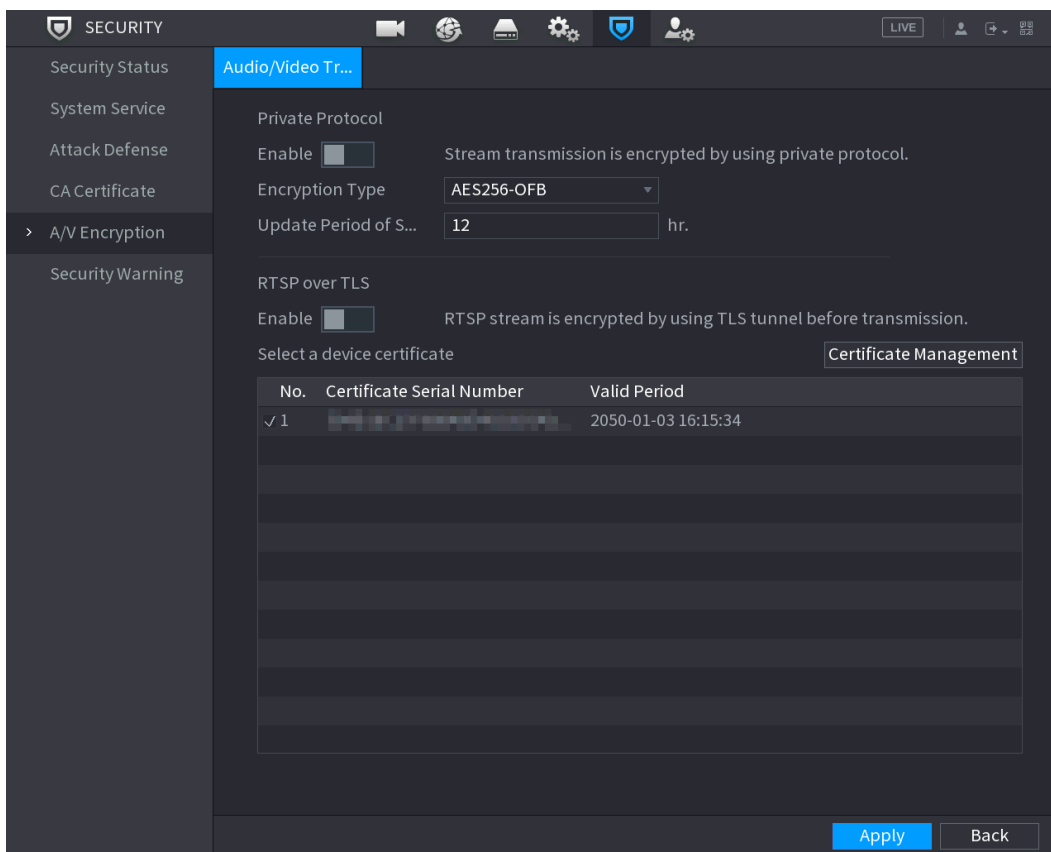 SECURITY
LIVE
Security Status
System Service
Attack Defense
CA Certificate
A/V Encryption
Security Warning
Audio/Video Tr...
Private Protocol
Enable Stream transmission is encrypted by using private protocol.
Encryption Type AES256-OFB
Update Period of S... 12 hr.
RTSP over TLS
Enable RTSP stream is encrypted by using TLS tunnel before transmission.
Select a device certificate Certificate Management
No. Certificate Serial Number Valid Period
1 2050-01-03 16:15:34
Apply Back